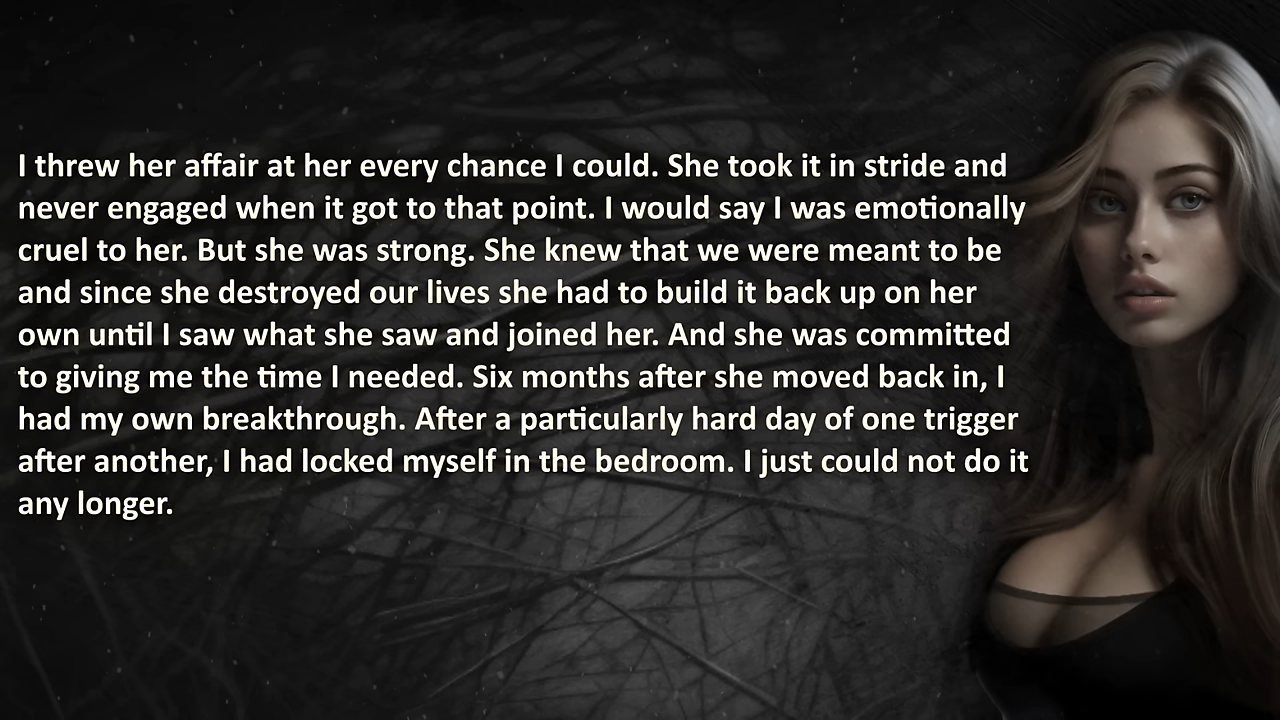 I threw her affair at her every chance I could. She took it in stride and
never engaged when it got to that point. I would say I was emotionally
cruel to her. But she was strong. She knew that we were meant to be
and since she destroyed our lives she had to build it back up on her
own until I saw what she saw and joined her. And she was committed
to giving me the time I needed. Six months after she moved back in, I
had my own breakthrough. After a particularly hard day of one trigger
after another, I had locked myself in the bedroom. I just could not do it
any longer.